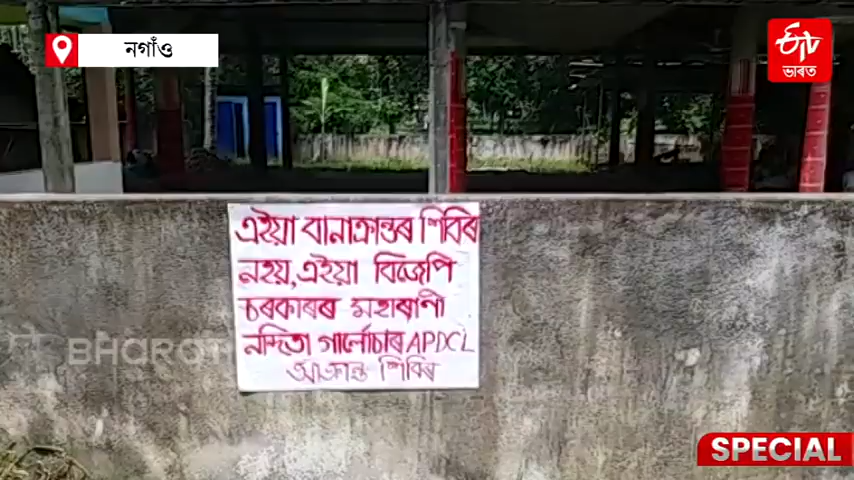 নগাঁও
ETV
ভাৰত
এইয়া বানাক্ৰান্তৰ শিবিৰ
নহয়, এইয়া বিজেপি
চৰকাৰৰ মহাৰাণী
নন্দিতা গাৰ্লোচাৰ APDCL
আক্ৰান্ত শিবিৰ
BHARAT
SPECIAL